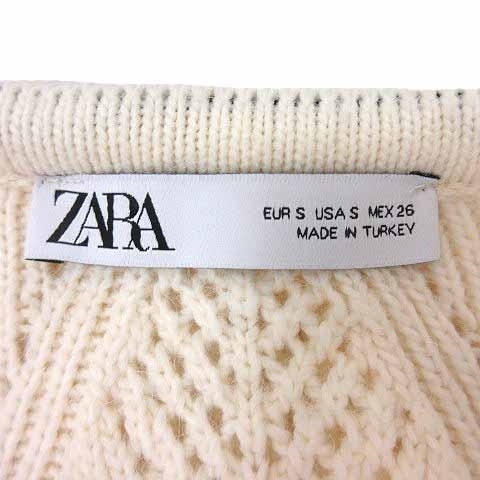 ZARA
EUR S USA S MEX 26
MADE IN TURKEY